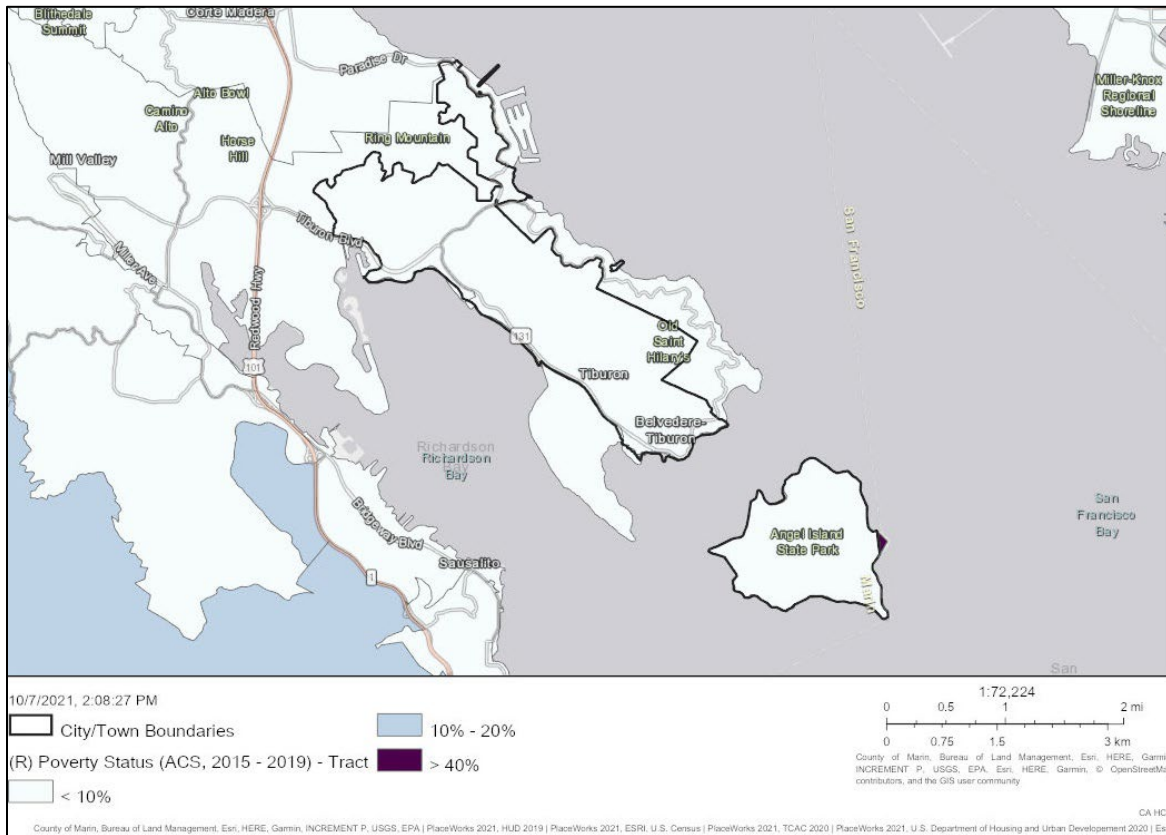 Blithedale
Summit
Corte Madera
Paradise Dr
Alto Bowl
Camino
Alto
Horse
Hill
Ring Mountain
Miller-Knox
Regional
Shoreline
Mill Valley
Tiburon Blvd
Miller Ave
Redwood Hwy
San Francisco
131
Old
Saint
Hilary's
101
Tiburon
Belvedere-
Tiburon
Richardson
Bay
Richardson
Bay
San
Francisco
Bay
Bridgeway Blvd
Angel Island
State Park
Sausalito
1
Marin
San
10/7/2021, 2:08:27 PM
City/Town Boundaries
10% - 20%
(R) Poverty Status (ACS, 2015 - 2019) - Tract
> 40%
< 10%
1:72,224
0 0.5 1 2 mi
0 0.75 1.5 3 km
County of Marin, Bureau of Land Management, Esri, HERE, Garmin,
INCREMENT P, USGS, EPA, Esri, HERE, Garmin, © OpenStreetMa
contributors, and the GIS user community
CA HC
County of Marin, Bureau of Land Management, Esri, HERE, Garmin, INCREMENT P, USGS, EPA | PlaceWorks 2021, HUD 2019 | PlaceWorks 2021, ESRI, U.S. Census | PlaceWorks 2021, TCAC 2020 | PlaceWorks 2021, U.S. Department of Housing and Urban Developement 2020 | Es